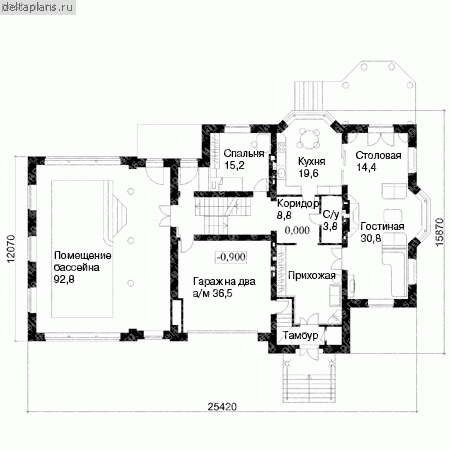 deltaplans.ru
Спальня
15,2
Кухня
19,6
Столовая
14,4
Коридор
8,8
С/у
3,8
0,000
Гостиная
30,8
Помещение
бассейна
92,8
-0,900
Гараж на два
а/м 36,5
Прихожая
Тамбур
12070
15870
25420